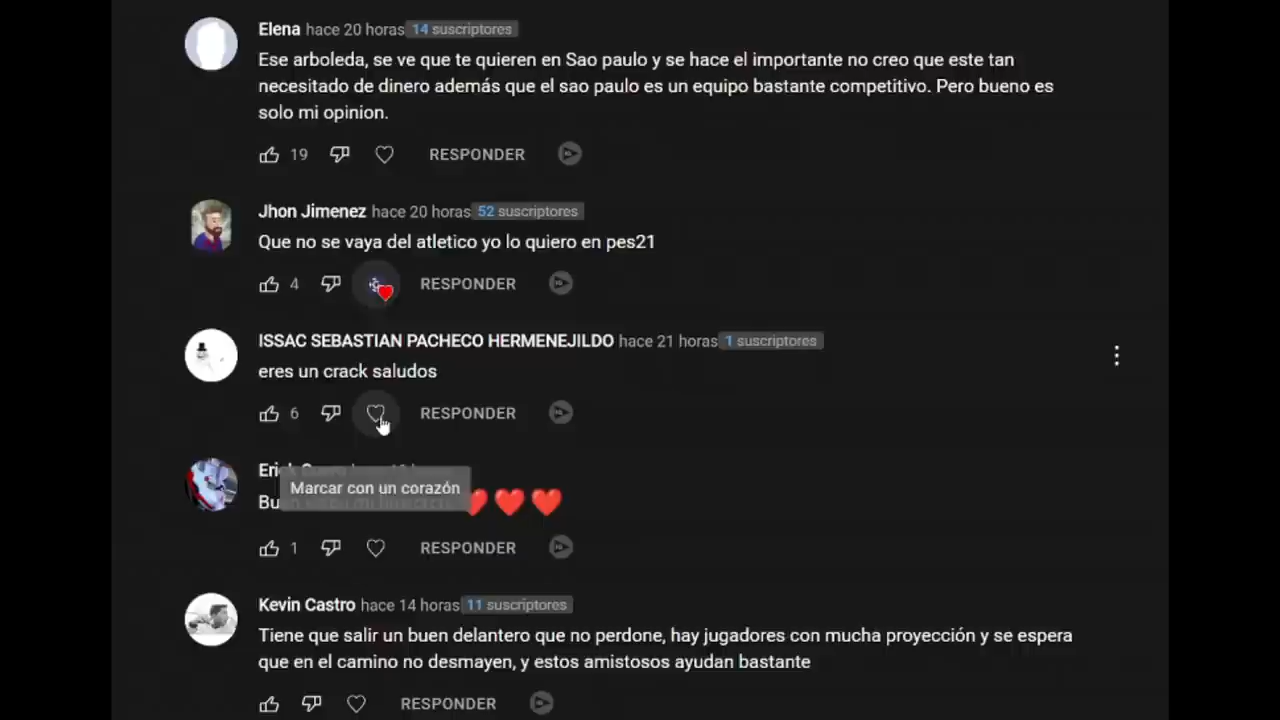 Elena hace 20 horas 14 suscriptores
Ese arboleda, se ve que te quieren en Sao paulo y se hace el importante no creo que este tan
necesitado de dinero además que el sao paulo es un equipo bastante competitivo. Pero bueno es
solo mi opinion.
19 RESPONDER
Jhon Jimenez hace 20 horas 52 suscriptores
Que no se vaya del atletico yo lo quiero en pes21
4 RESPONDER
ISSAC SEBASTIAN PACHECO HERMENEJILDO hace 21 horas 1 suscriptores
eres un crack saludos
6 RESPONDER
Marcar con un corazón
1 RESPONDER
Kevin Castro hace 14 horas 11 suscriptores
Tiene que salir un buen delantero que no perdone, hay jugadores con mucha proyección y se espera
que en el camino no desmayen, y estos amistosos ayudan bastante
RESPONDER